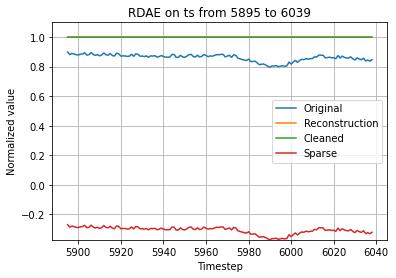 RDAE on ts from 5895 to 6039
Normalized value
1.0
0.8
0.6
0.4
0.2
0.0
−0.2
Original
Reconstruction
Cleaned
Sparse
5900 5920 5940 5960 5980 6000 6020 6040
Timestep